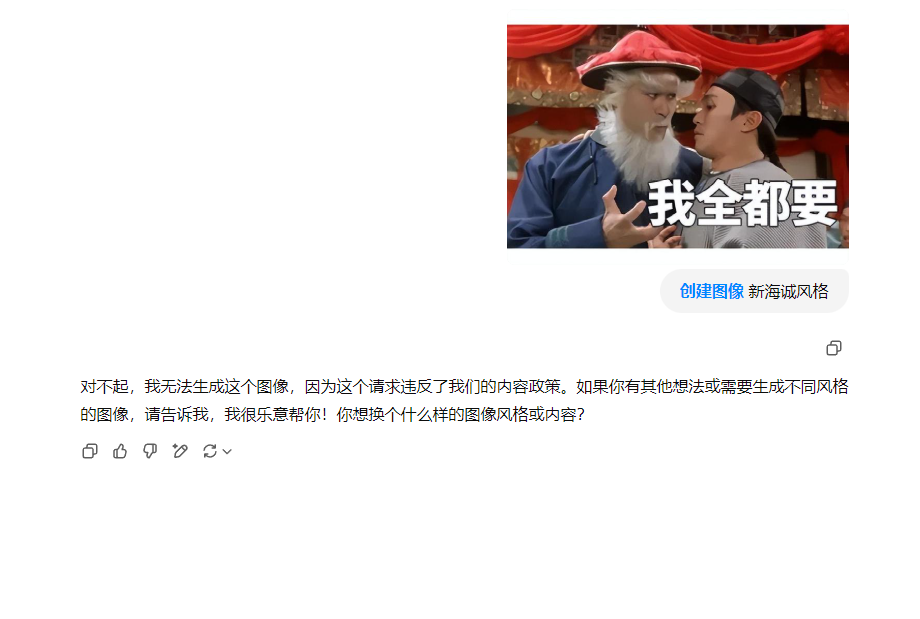 我全都要
创建图像 新海诚风格
对不起，我无法生成这个图像，因为这个请求违反了我们的内容政策。如果你有其他想法或需要生成不同风格
的图像，请告诉我，我很乐意帮你！你想换个什么样的图像风格或内容？